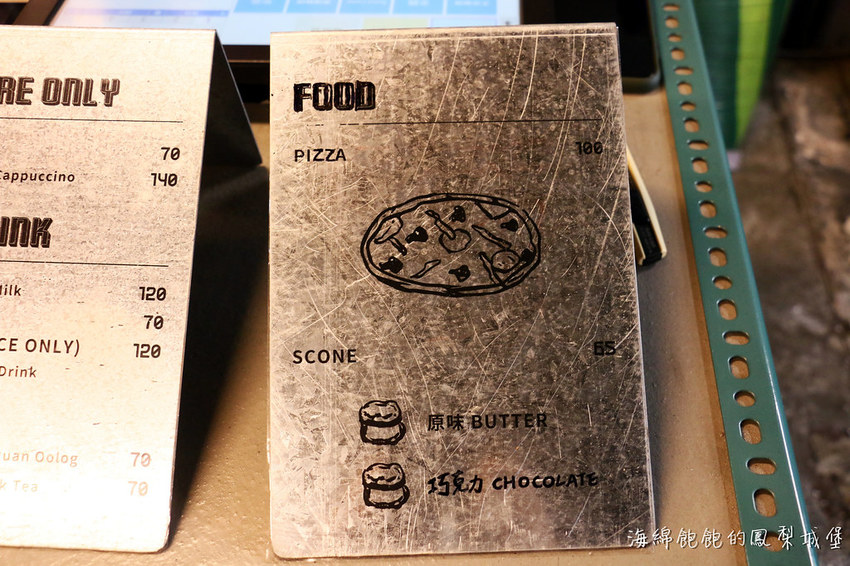 RE ONLY
70
Cappuccino 140
INK
Milk 120
70
CE ONLY) 120
Drink
uan Oolog 70
k Tea 70
FOOD
PIZZA 100
SCONE 65
原味 BUTTER
巧克力 CHOCOLATE
海綿飽飽的鳳梨城堡